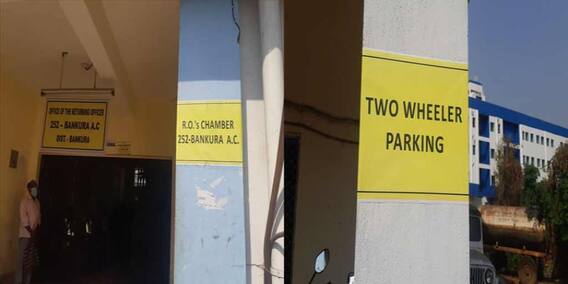 OFFICE OF THE RETURNING OFFICER
252 - BANKURA A.C
DIST - BANKURA
R.O.'s CHAMBER
252-BANKURA A.C.
TWO WHEELER
PARKING